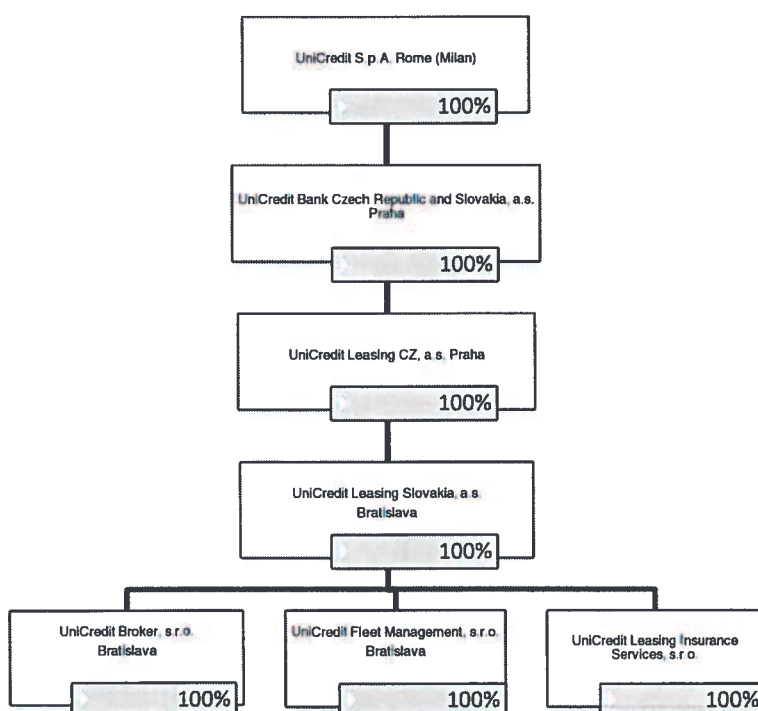 UniCredit S.p.A. Rome (Milan)
100%
UniCredit Bank Czech Republic and Slovakia, a.s.
Praha
100%
UniCredit Leasing CZ, a.s. Praha
100%
UniCredit Leasing Slovakia, a.s.
Bratislava
100%
UniCredit Broker, s.r.o.
Bratislava
100%
UniCredit Fleet Management, s.r.o.
Bratislava
100%
UniCredit Leasing Insurance
Services, s.r.o.
100%